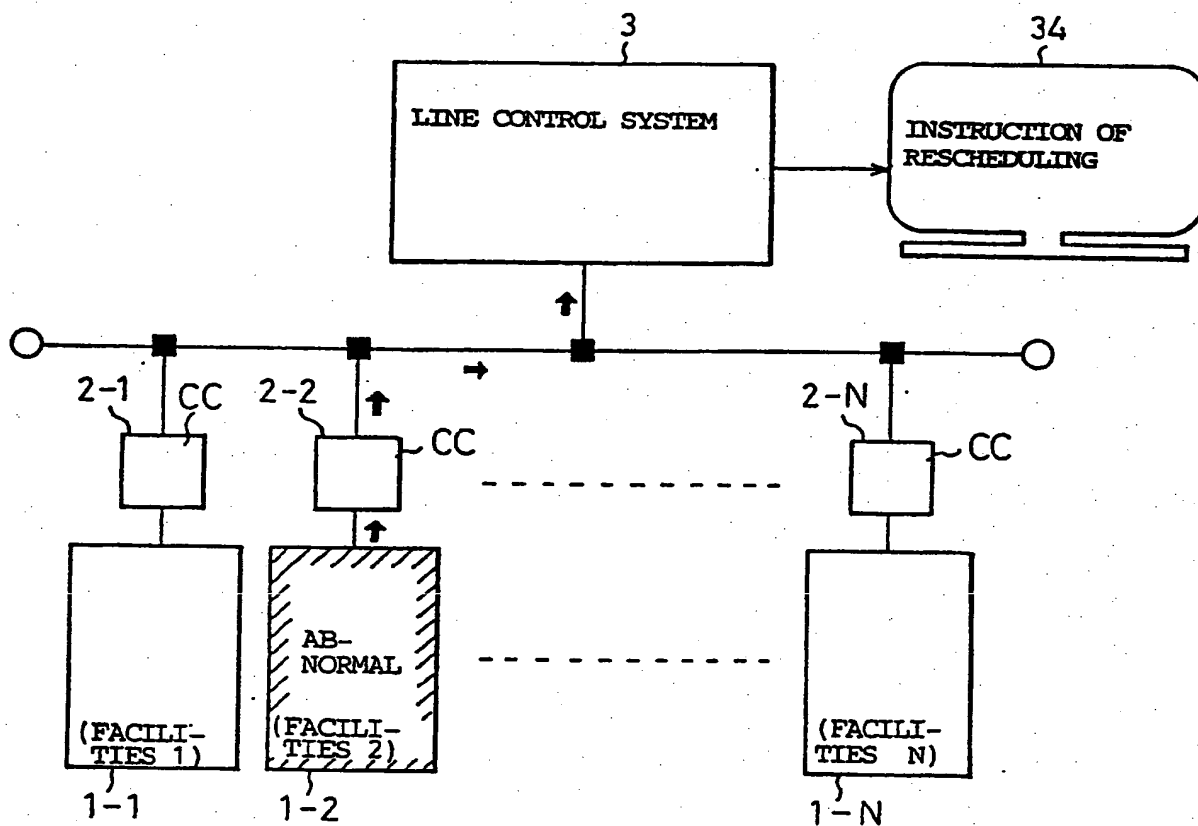 3
34
LINE CONTROL SYSTEM
INSTRUCTION OF
RESCHEDULING
2-1
CC
2-2
CC
2-N
CC
AB-
NORMAL
(FACILI-
TIES 1)
(FACILI-
TIES 2)
(FACILI-
TIES N)
1-1
1-2
1-N